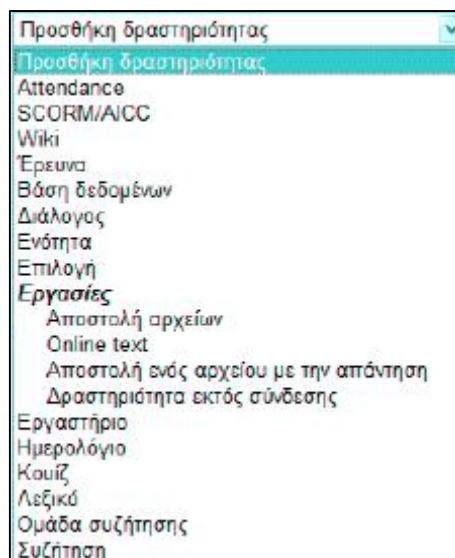 Προσθήκη δραστηριότητας
Προσθήκη δραστηριότητας
Attendance
SCORM/AICC
Wiki
Έρευνα
Βάση δεδομένων
Διάλογος
Ενότητα
Επιλογή
Εργασίες
Αποστολή αρχείων
Online text
Αποστολή ενός αρχείου με την απάντηση
Δραστηριότητα εκτός σύνδεσης
Εργαστήριο
Ημερολόγιο
Κουίζ
Λεξικό
Ομάδα συζήτησης
Συζήτηση